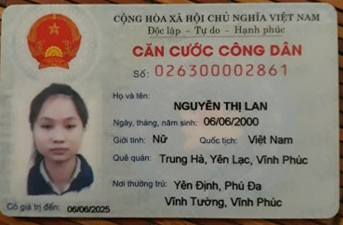 CỘNG HÒA XÃ HỘI CHỦ NGHĨA VIỆT NAM
Độc lập - Tự do - Hạnh phúc
CĂN CƯỚC CÔNG DÂN
Số: 026300002861
Họ và tên:
NGUYỄN THỊ LAN
Ngày, tháng, năm sinh: 06/06/2000
Giới tính: Nữ Quốc tịch: Việt Nam
Quê quán: Trung Hà, Yên Lạc, Vĩnh Phúc
Nơi thường trú: Yên Định, Phú Đa
Vĩnh Tường, Vĩnh Phúc
Có giá trị đến: 06/06/2025